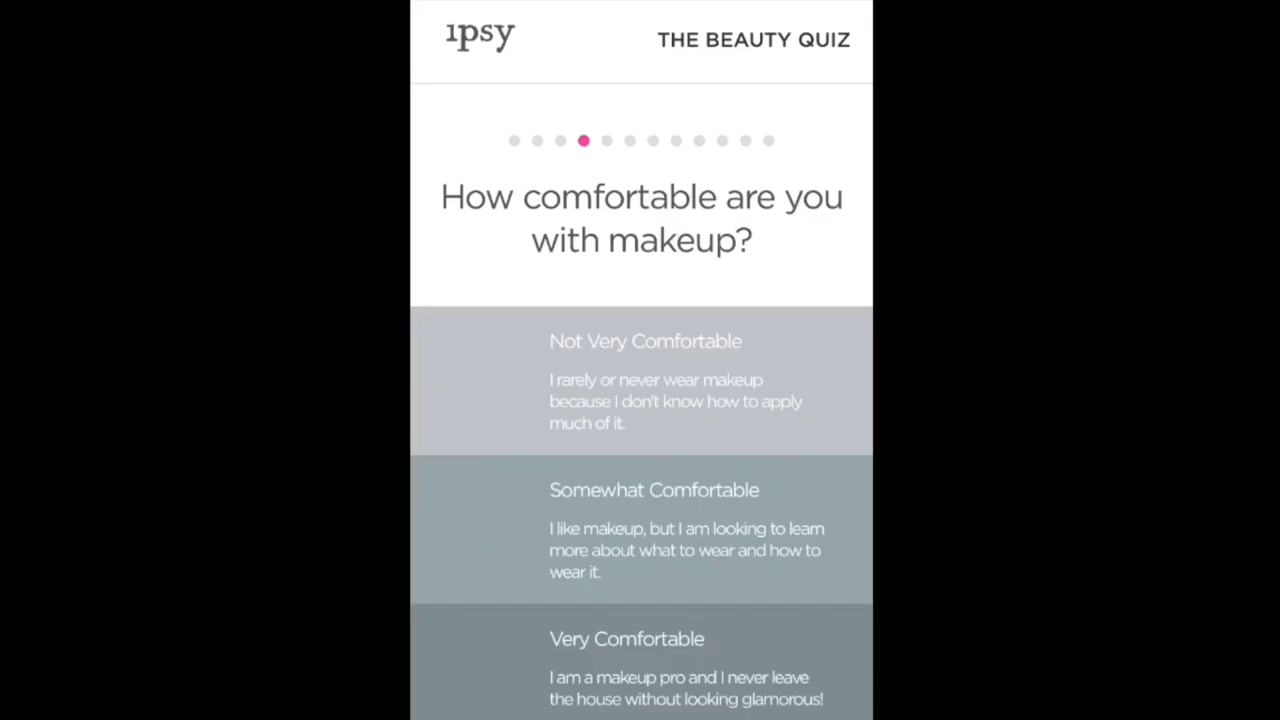 ipsy
THE BEAUTY QUIZ
How comfortable are you
with makeup?
Not Very Comfortable
I rarely or never wear makeup
because I don't know how to apply
much of it.
Somewhat Comfortable
I like makeup, but I am looking to learn
more about what to wear and how to
wear it.
Very Comfortable
I am a makeup pro and I never leave
the house without looking glamorous!